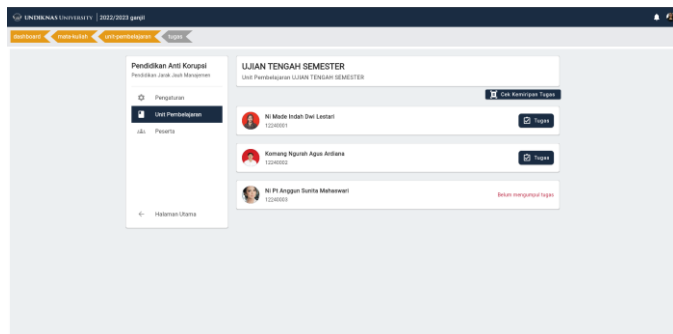 UNDIKNAS UNIVERSITY | 2022/2023 ganjil
dashboard
mata-kuliah
unit-pembelajaran
tugas
Pendidikan Anti Korupsi
Pendidikan Jarak Jauh Manajemen
Pengaturan
Unit Pembelajaran
Peserta
Halaman Utama
UJIAN TENGAH SEMESTER
Unit Pembelajaran UJIAN TENGAH SEMESTER
Cek Kemiripan Tugas
Ni Made Indah Dwi Lestari
12240001
Tugas
Komang Ngurah Agus Ardiana
12240002
Tugas
Ni Pt Anggun Sunita Mahaswari
12240003
Belum mengumpul tugas